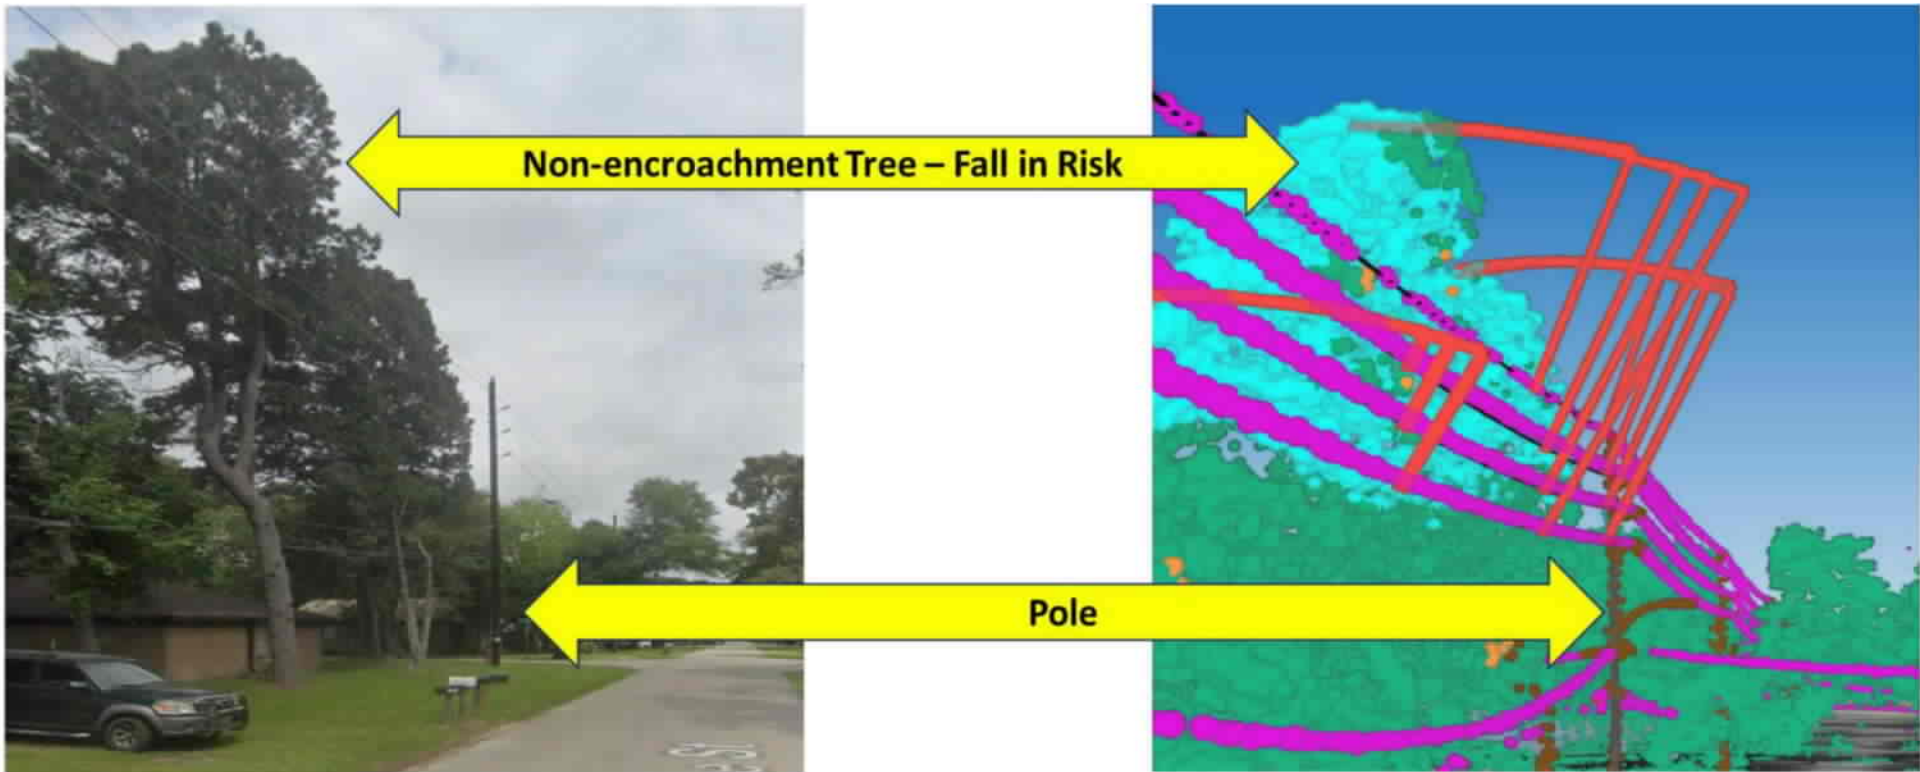 Non-encroachment Tree – Fall in Risk
Pole